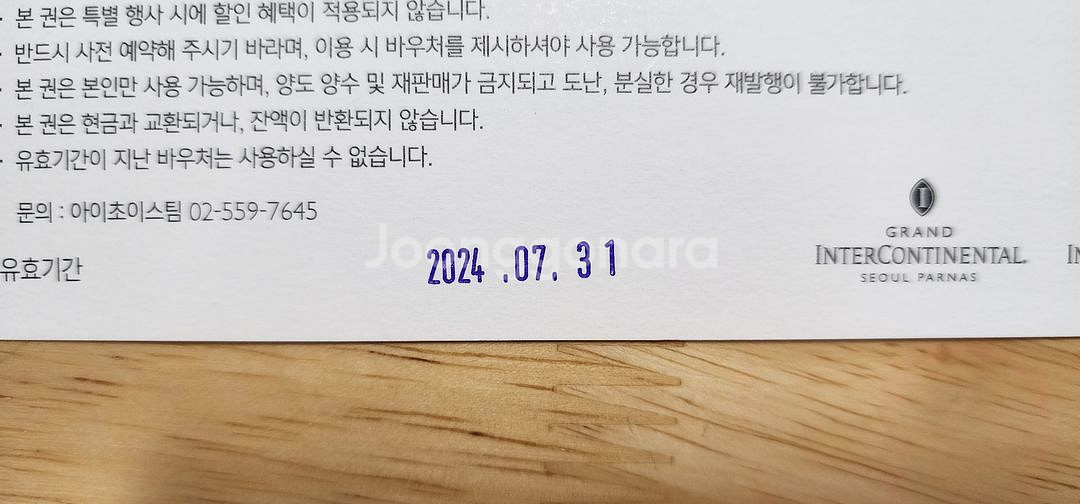 · 본 권은 특별 행사 시에 할인 혜택이 적용되지 않습니다.
· 반드시 사전 예약해 주시기 바라며, 이용 시 바우처를 제시하셔야 사용 가능합니다.
· 본 권은 본인만 사용 가능하며, 양도 양수 및 재판매가 금지되고 도난, 분실한 경우 재발행이 불가합니다.
· 본 권은 현금과 교환되거나, 잔액이 반환되지 않습니다.
· 유효기간이 지난 바우처는 사용하실 수 없습니다.
문의 : 아이초이스팀 02-559-7645
유효기간
2024 .07. 31
Joonggonara
GRAND
INTERCONTINENTAL.
SEOUL PARNAS